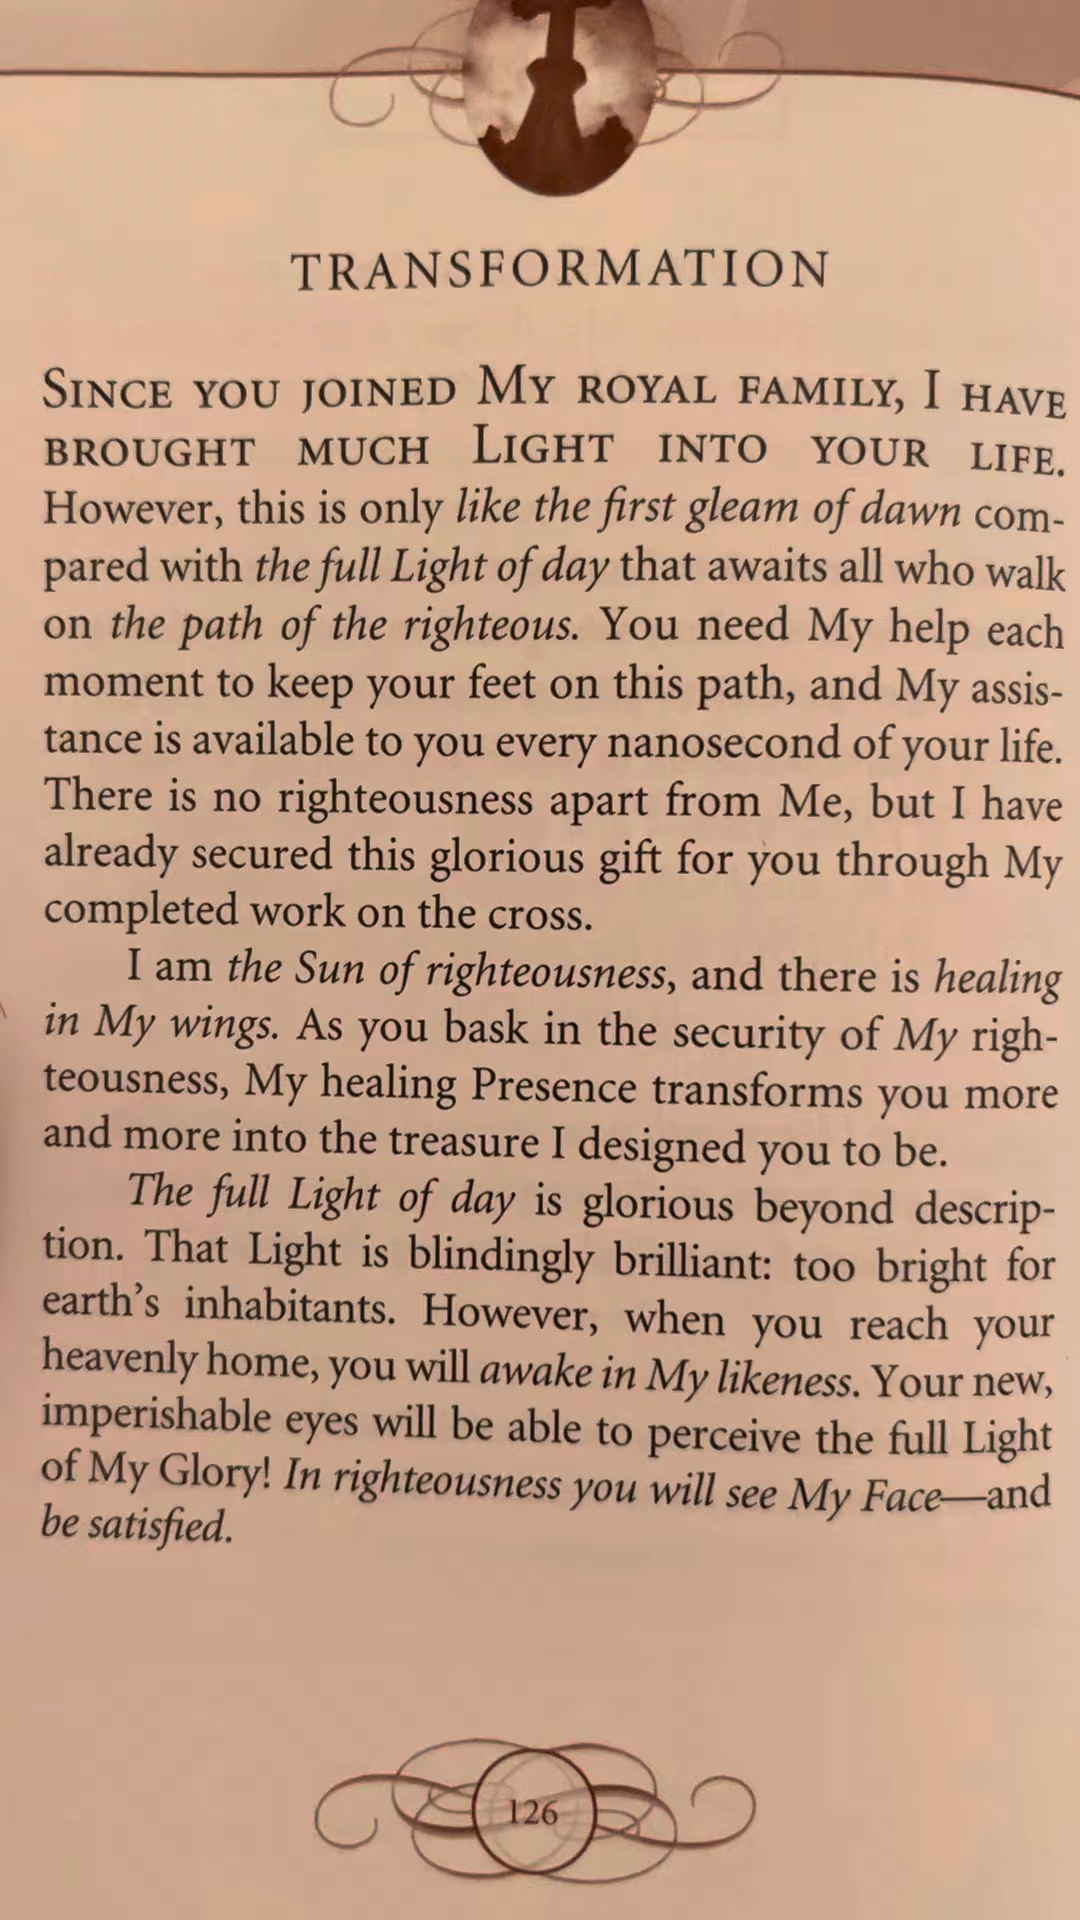 TRANSFORMATION
SINCE YOU JOINED MY ROYAL FAMILY, I HAVE
BROUGHT MUCH LIGHT INTO YOUR LIFE.
However, this is only like the first gleam of dawn com-
pared with the full Light of day that awaits all who walk
on the path of the righteous. You need My help each
moment to keep your feet on this path, and My assis-
tance is available to you every nanosecond of your life.
There is no righteousness apart from Me, but I have
already secured this glorious gift for you through My
completed work on the cross.
I am the Sun of righteousness, and there is healing
in My wings. As you bask in the security of My righ-
teousness, My healing Presence transforms you more
and more into the treasure I designed you to be.
The full Light of day is glorious beyond descrip-
tion. That Light is blindingly brilliant: too bright for
earth's inhabitants. However, when you reach your
heavenly home, you will awake in My likeness. Your new,
imperishable eyes will be able to perceive the full Light
of My Glory! In righteousness you will see My Face—and
be satisfied.
126